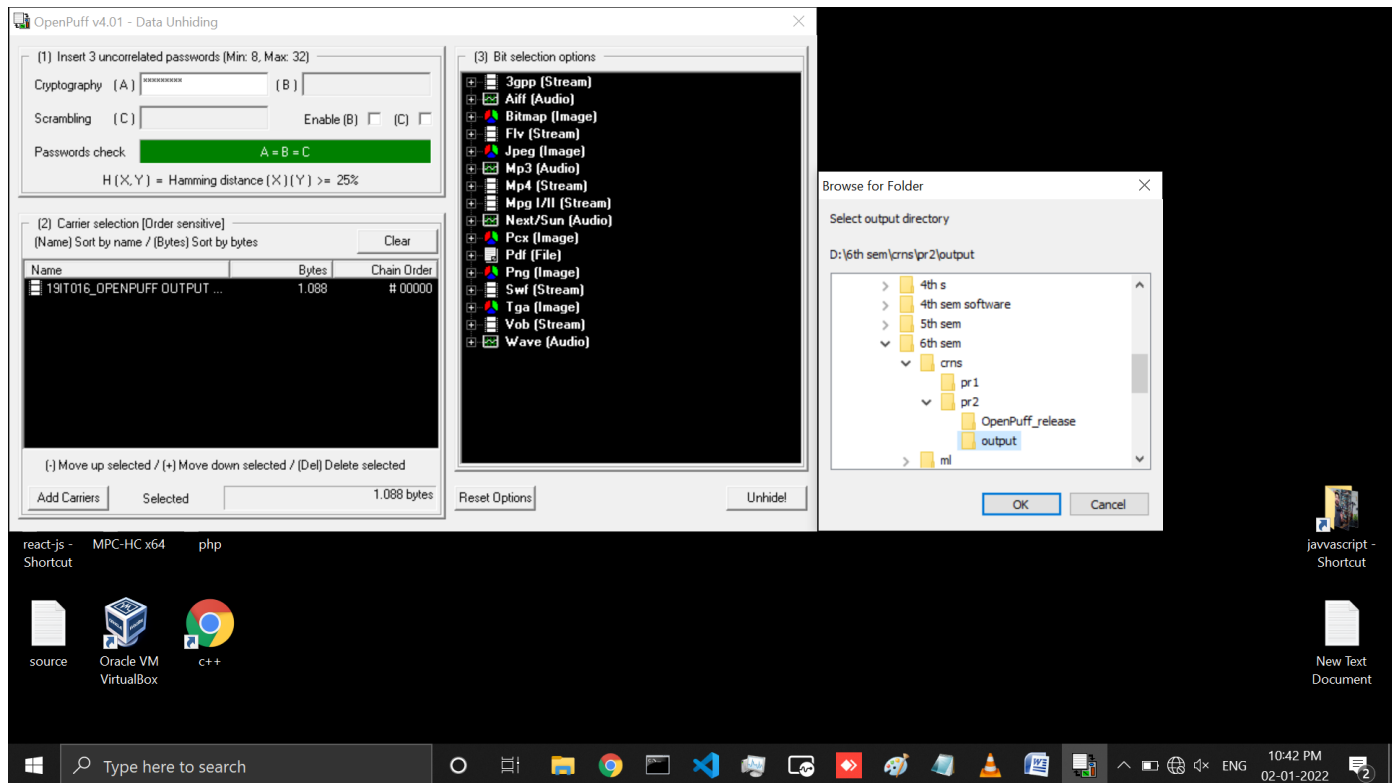 OpenPuff v4.01 - Data Unhiding
(1) Insert 3 uncorrelated passwords (Min: 8, Max: 32)
Cryptography (A) ********* (B)
Scrambling (C) Enable (B) (C)
Passwords check A = B = C
H (X, Y) = Hamming distance (X) (Y) >= 25%
(2) Carrier selection [Order sensitive]
(Name) Sort by name / (Bytes) Sort by bytes Clear
Name Bytes Chain Order
19IT016_OPENPUFF OUTPUT ... 1.088 # 00000
(-) Move up selected / (+) Move down selected / (Del) Delete selected
Add Carriers Selected 1.088 bytes
(3) Bit selection options
3gpp (Stream)
Aiff (Audio)
Bitmap (Image)
Flv (Stream)
Jpeg (Image)
Mp3 (Audio)
Mp4 (Stream)
Mpg I/II (Stream)
Next/Sun (Audio)
Pcx (Image)
Pdf (File)
Png (Image)
Swf (Stream)
Tga (Image)
Vob (Stream)
Wave (Audio)
Reset Options Unhide!
Browse for Folder
Select output directory
D:\6th sem\crns\pr2\output
4th s
4th sem software
5th sem
6th sem
crns
pr1
pr2
OpenPuff_release
output
ml
OK Cancel
react-js -
Shortcut
MPC-HC x64
php
javvascript -
Shortcut
source
Oracle VM
VirtualBox
c++
New Text
Document
Type here to search
ENG
10:42 PM
02-01-2022
2